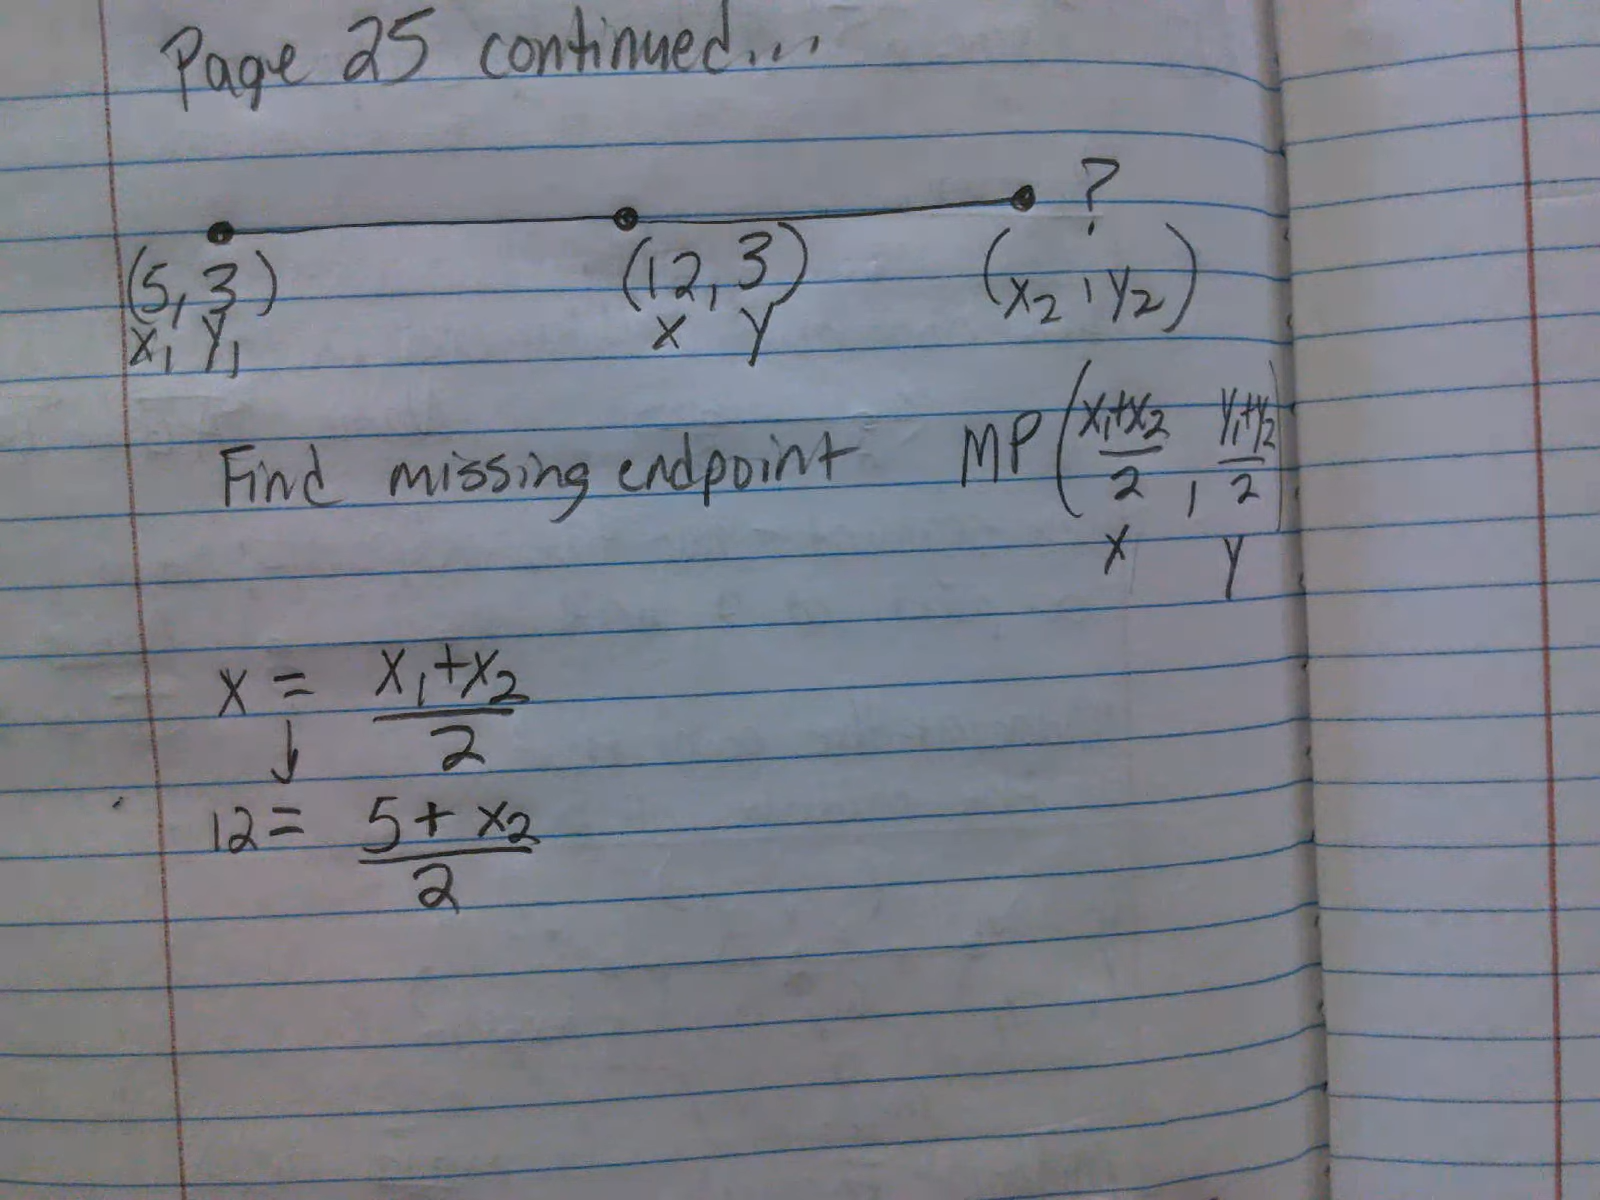 Page 25 continued...
?
(5, 3) (12, 3) (x₂, y₂)
x₁ y₁ x y
Find missing endpoint MP (x₁+x₂/2, y₁+y₂/2)
x y
x = x₁+x₂/2
↓
12 = 5 + x₂/2